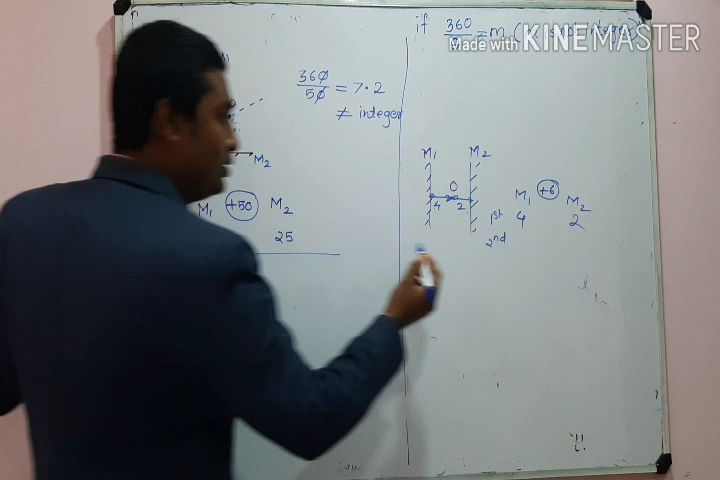 if 360 = m (
Made with KINEMASTER
360/50 = 7.2
≠ integer
M2
M1 +50 M2
25
M1 M2
O
4 2
M1 +6 M2
1st 4 2
2nd